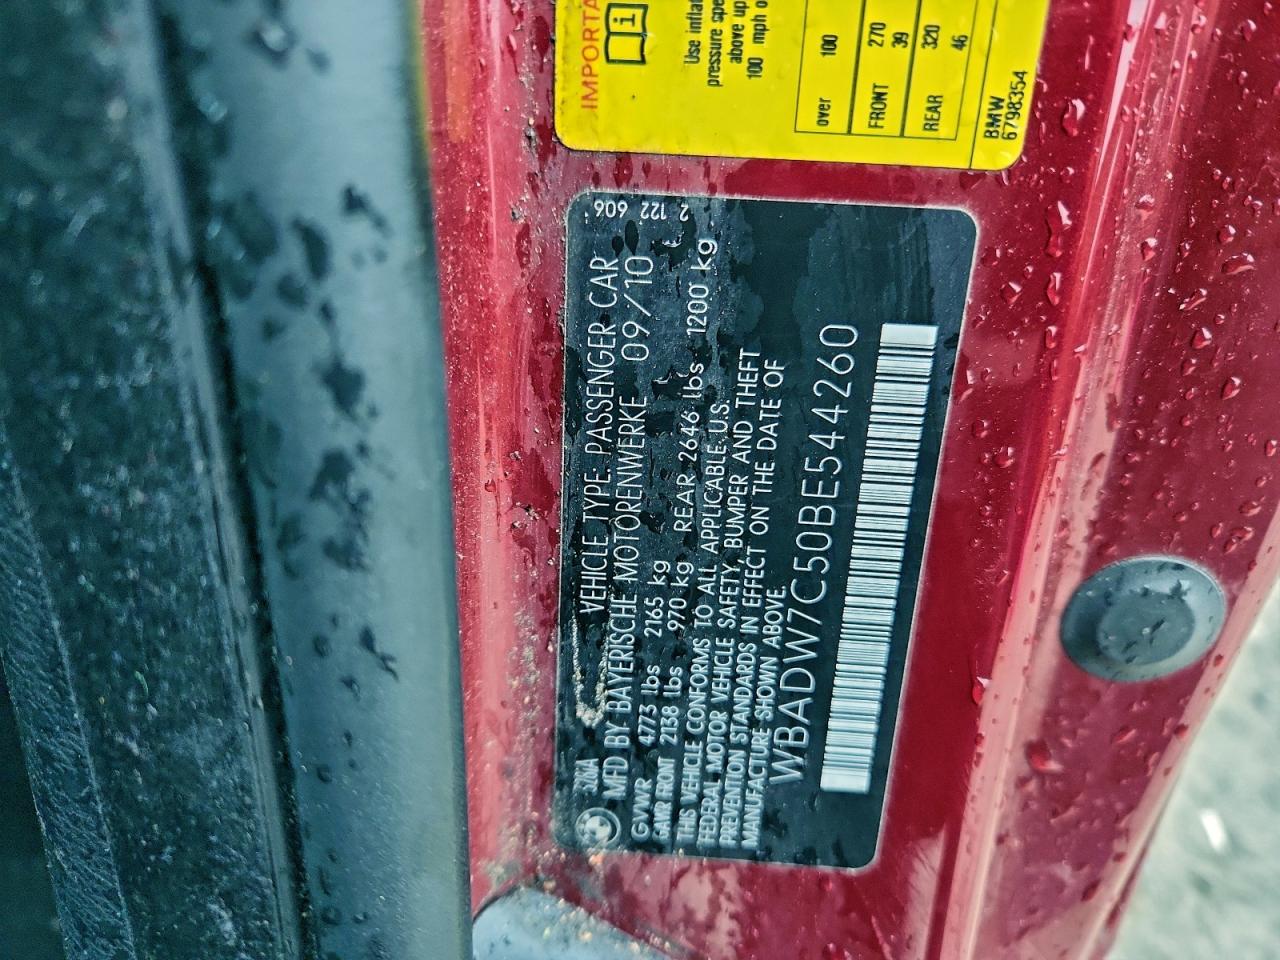 IMPORTA
Use infla
pressure spe
above up
100 mph o
over 100
FRONT 270
39
REAR 320
46
BMW
6798354
VEHICLE TYPE: PASSENGER CAR
MFD BY BAYERISCHE MOTORENWERKE 09/10
GVWR 4773 lbs 2165 kg
GAWR FRONT 2138 lbs 970 kg REAR 2646 lbs 1200 kg
THIS VEHICLE CONFORMS TO ALL APPLICABLE U.S.
FEDERAL MOTOR VEHICLE SAFETY, BUMPER AND THEFT
PREVENTION STANDARDS IN EFFECT ON THE DATE OF
MANUFACTURE SHOWN ABOVE.
WBADW7C50BE544260
2 122 606